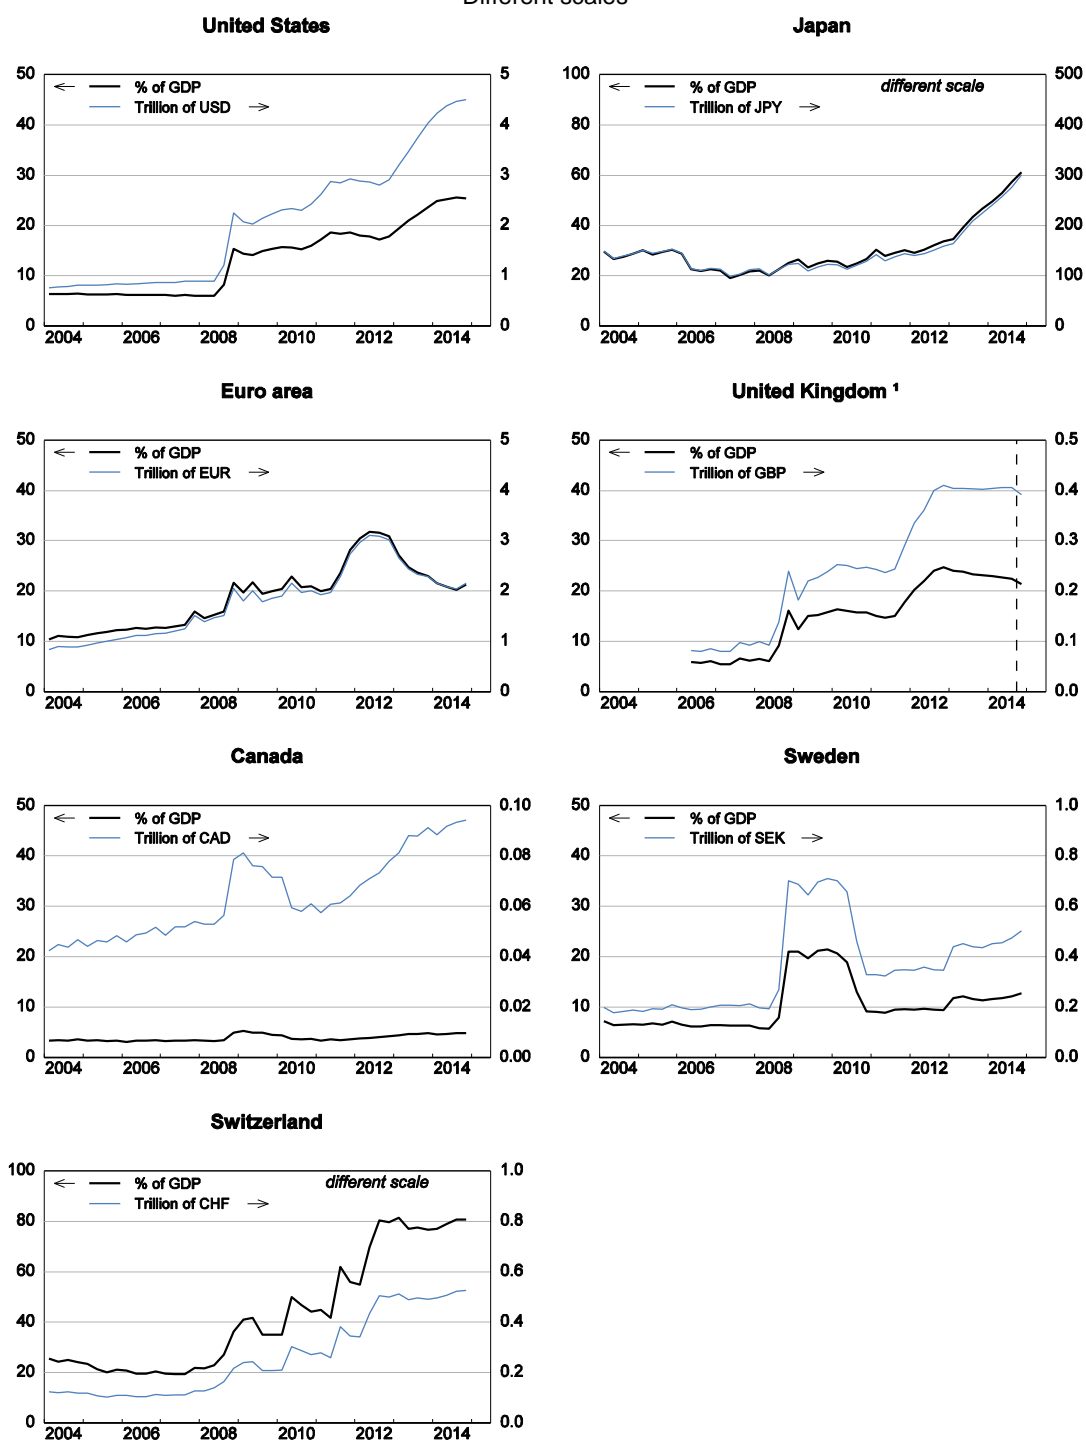 Different scales
United States
50 5
← % of GDP
Trillion of USD →
40 4
30 3
20 2
10 1
0 0
2004 2006 2008 2010 2012 2014
Japan
100 500
← % of GDP different scale
Trillion of JPY →
80 400
60 300
40 200
20 100
0 0
2004 2006 2008 2010 2012 2014
Euro area
50 5
← % of GDP
Trillion of EUR →
40 4
30 3
20 2
10 1
0 0
2004 2006 2008 2010 2012 2014
United Kingdom ¹
50 0.5
← % of GDP
Trillion of GBP →
40 0.4
30 0.3
20 0.2
10 0.1
0 0.0
2004 2006 2008 2010 2012 2014
Canada
50 0.10
← % of GDP
Trillion of CAD →
40 0.08
30 0.06
20 0.04
10 0.02
0 0.00
2004 2006 2008 2010 2012 2014
Sweden
50 1.0
← % of GDP
Trillion of SEK →
40 0.8
30 0.6
20 0.4
10 0.2
0 0.0
2004 2006 2008 2010 2012 2014
Switzerland
100 1.0
← % of GDP different scale
Trillion of CHF →
80 0.8
60 0.6
40 0.4
20 0.2
0 0.0
2004 2006 2008 2010 2012 2014